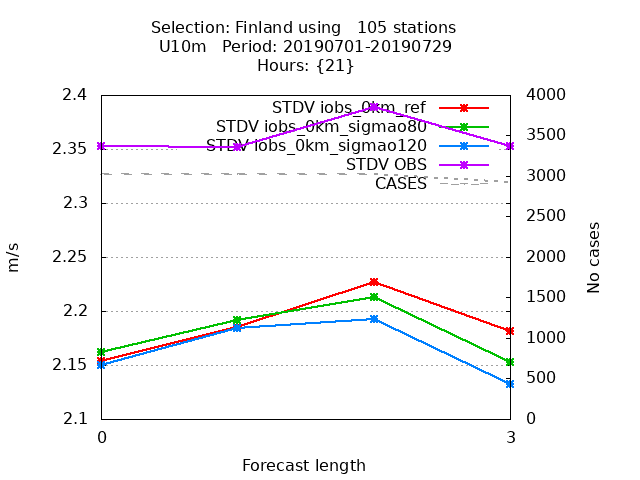 Selection: Finland using   105 stations
U10m   Period: 20190701-20190729
Hours: {21}
2.4
2.35
2.3
2.25
2.2
2.15
2.1
m/s
STDV iobs_0km_ref
STDV iobs_0km_sigmao80
STDV iobs_0km_sigmao120
STDV OBS
CASES
4000
3500
3000
2500
2000
1500
1000
500
0
No cases
0
3
Forecast length